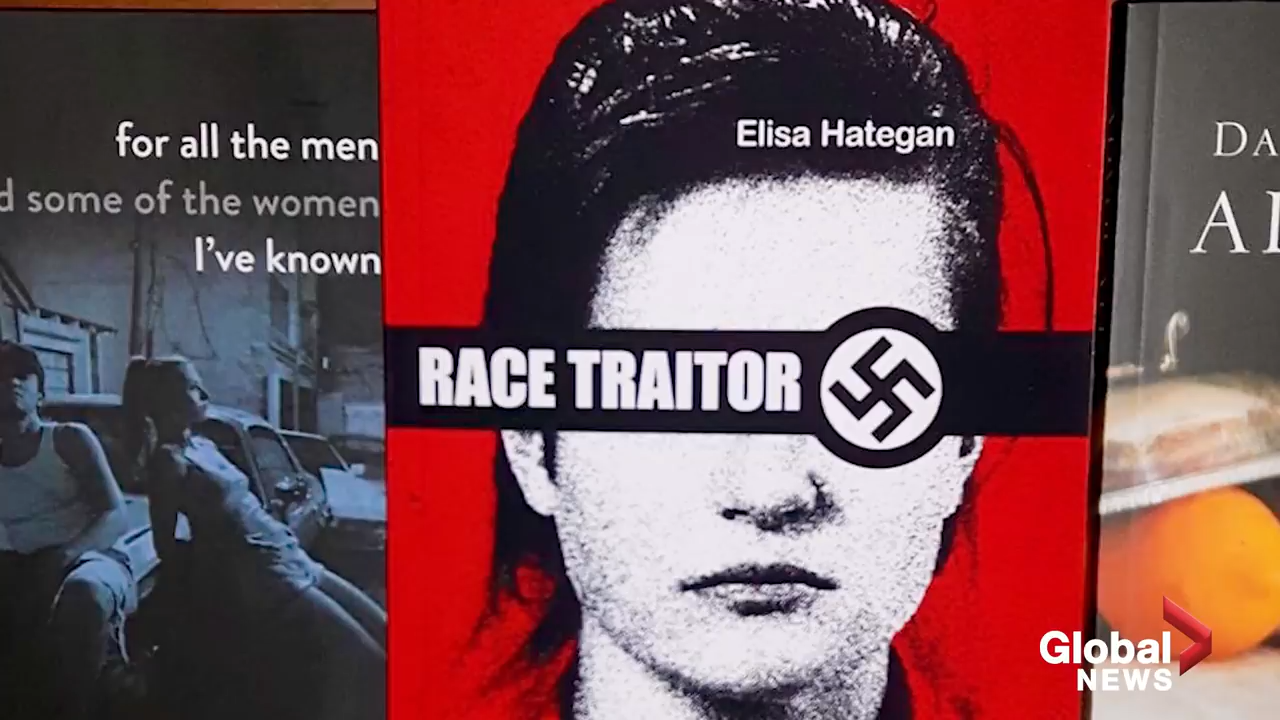 for all the men
some of the women
I've known
Elisa Hategan
RACE TRAITOR
Global
NEWS